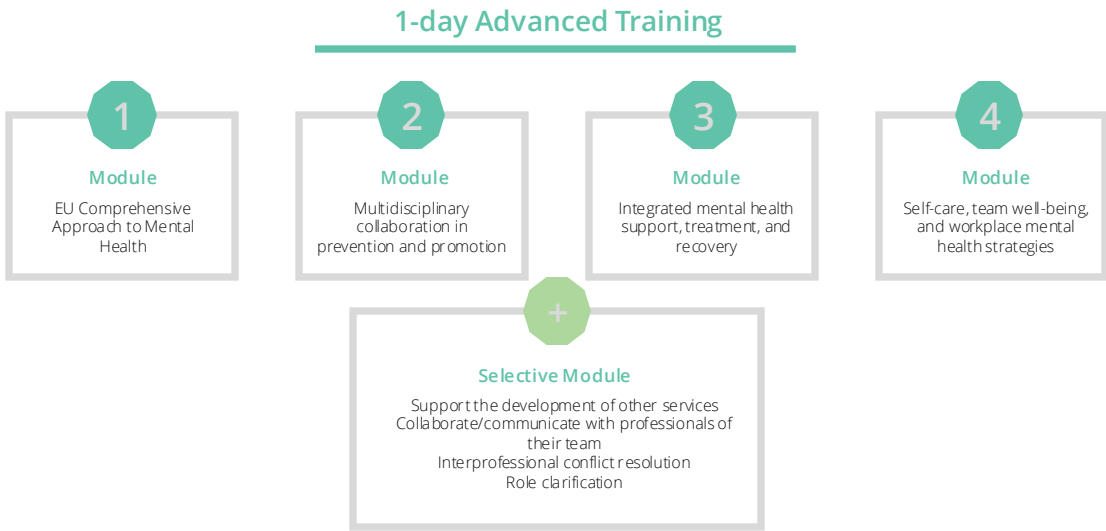 1-day Advanced Training
1
Module
EU Comprehensive
Approach to Mental
Health
2
Module
Multidisciplinary
collaboration in
prevention and promotion
3
Module
Integrated mental health
support, treatment, and
recovery
4
Module
Self-care, team well-being,
and workplace mental
health strategies
+
Selective Module
Support the development of other services
Collaborate/communicate with professionals of
their team
Interprofessional conflict resolution
Role clarification